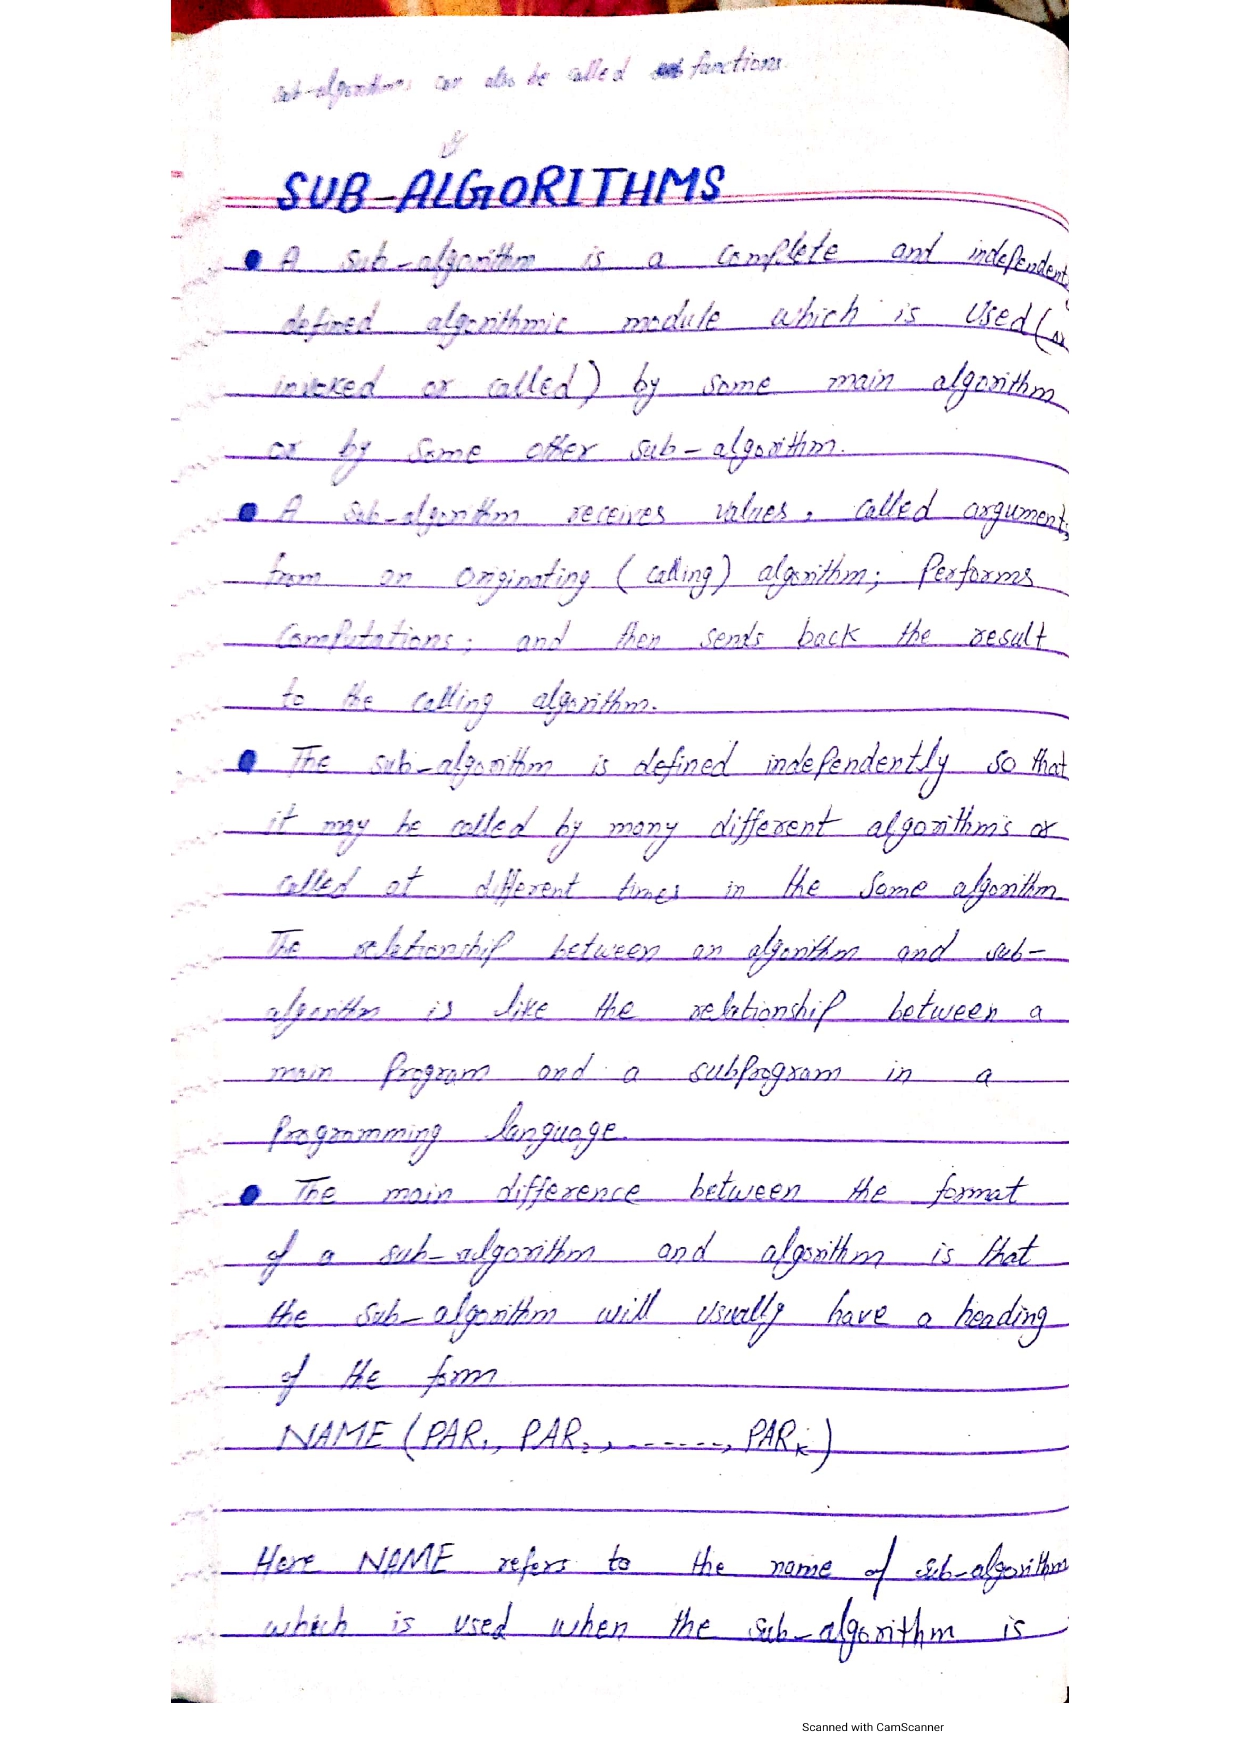 sub-algorithms can also be called functions.
SUB-ALGORITHMS
A sub-algorithm is a complete and independent
defined algorithmic module which is used (
invoked or called) by some main algorithm
or by some other sub-algorithm.
A sub-algorithm receives values, called arguments,
from an originating (calling) algorithm; Performs
Computations; and then sends back the result
to the calling algorithm.
The sub-algorithm is defined independently so that
it may be called by many different algorithms or
called at different times in the same algorithm.
The relationship between an algorithm and sub-
algorithm is like the relationship between a
main Program and a subProgram in a
Programming language.
The main difference between the format
of a sub-algorithm and algorithm is that
the sub-algorithm will usually have a heading
of the form
NAME (PAR₁, PAR₂, ......., PARₖ)
Here NAME refers to the name of sub-algorithm
which is used when the sub-algorithm is
Scanned with CamScanner